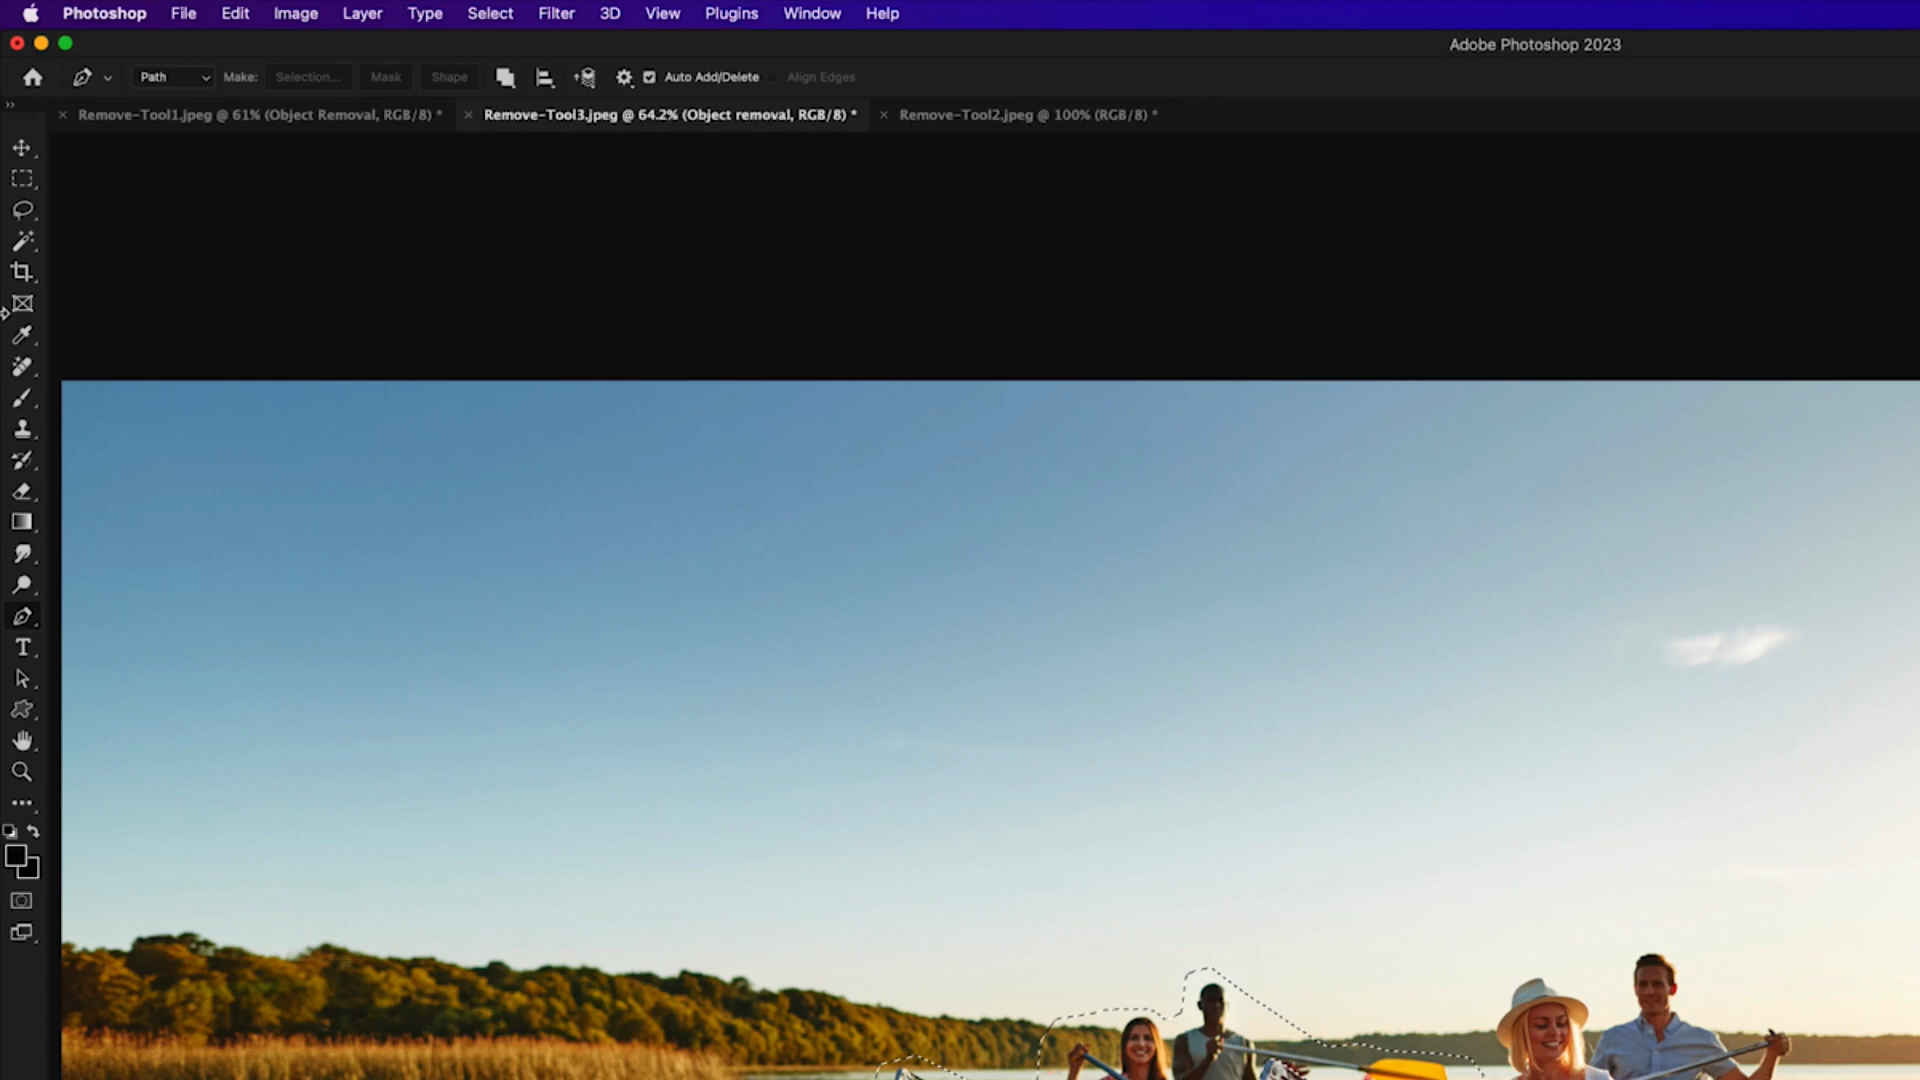 Photoshop File Edit Image Layer Type Select Filter 3D View Plugins Window Help
Adobe Photoshop 2023
Path Make: Selection... Mask Shape Auto Add/Delete Align Edges
Remove-Tool1.jpeg @ 61% (Object Removal, RGB/8) * Remove-Tool3.jpeg @ 64.2% (Object removal, RGB/8) * Remove-Tool2.jpeg @ 100% (RGB/8) *